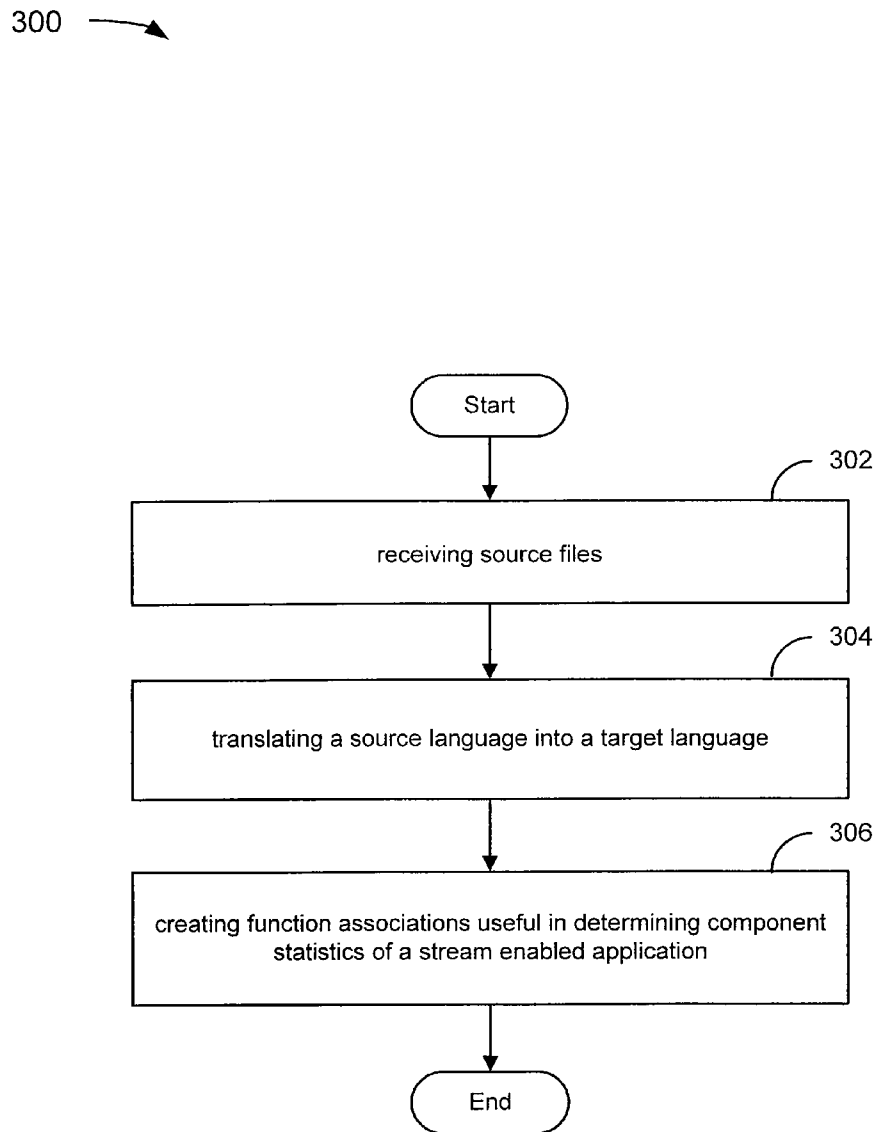 300
Start
302
receiving source files
304
translating a source language into a target language
306
creating function associations useful in determining component
statistics of a stream enabled application
End